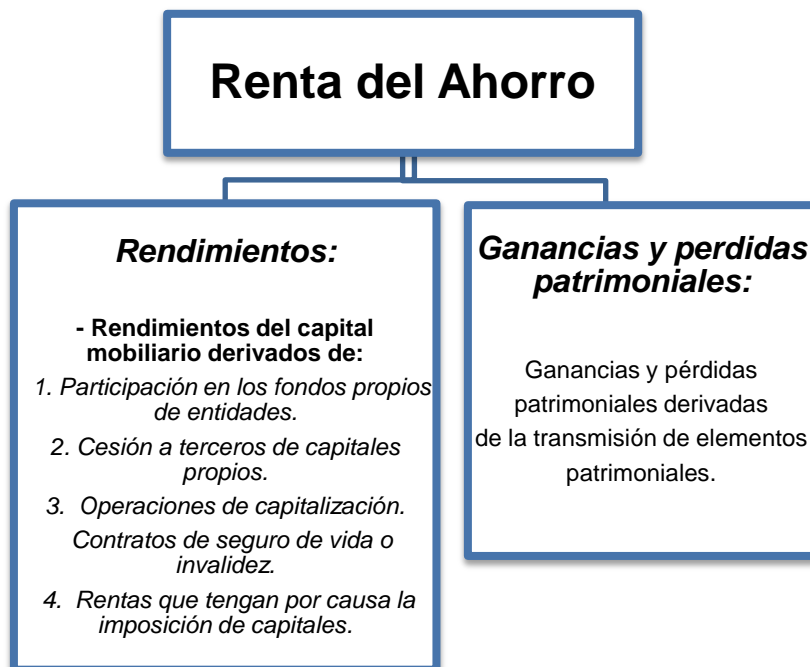 Renta del Ahorro
Rendimientos:
- Rendimientos del capital
mobiliario derivados de:
1. Participación en los fondos propios
de entidades.
2. Cesión a terceros de capitales
propios.
3. Operaciones de capitalización.
Contratos de seguro de vida o
invalidez.
4. Rentas que tengan por causa la
imposición de capitales.
Ganancias y perdidas
patrimoniales:
Ganancias y pérdidas
patrimoniales derivadas
de la transmisión de elementos
patrimoniales.